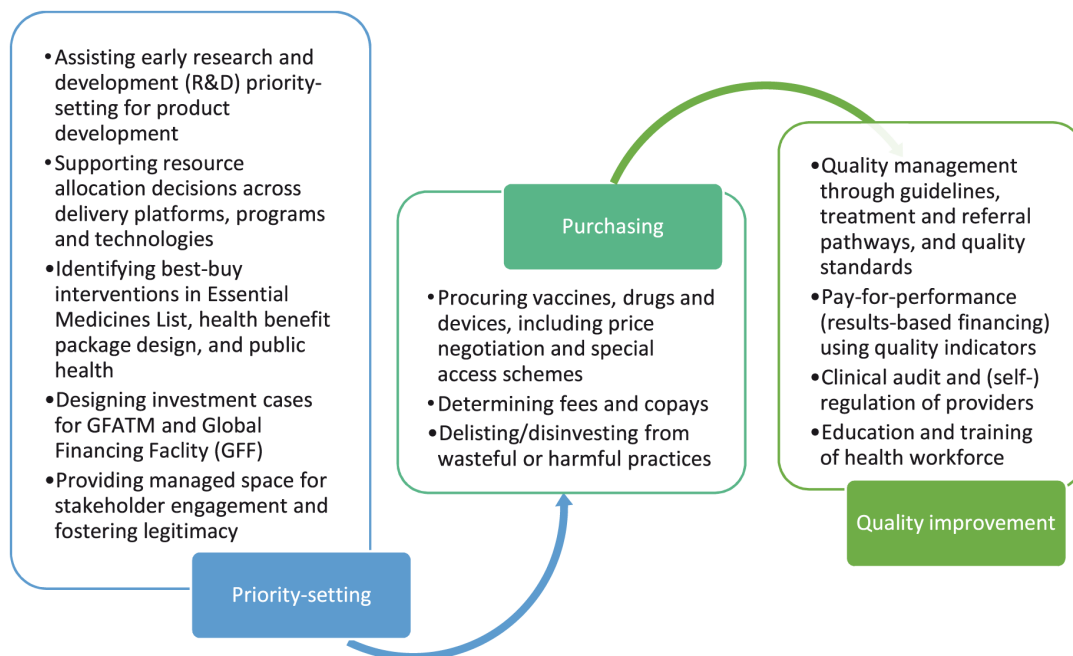 •Assisting early research and
development (R&D) priority-
setting for product
development
•Supporting resource
allocation decisions across
delivery platforms, programs
and technologies
•Identifying best-buy
interventions in Essential
Medicines List, health benefit
package design, and public
health
•Designing investment cases
for GFATM and Global
Financing Faclity (GFF)
•Providing managed space for
stakeholder engagement and
fostering legitimacy
Priority-setting
Purchasing
• Procuring vaccines, drugs and
devices, including price
negotiation and special
access schemes
• Determining fees and copays
• Delisting/disinvesting from
wasteful or harmful practices
•Quality management
through guidelines,
treatment and referral
pathways, and quality
standards
•Pay-for-performance
(results-based financing)
using quality indicators
•Clinical audit and (self-)
regulation of providers
•Education and training
of health workforce
Quality improvement